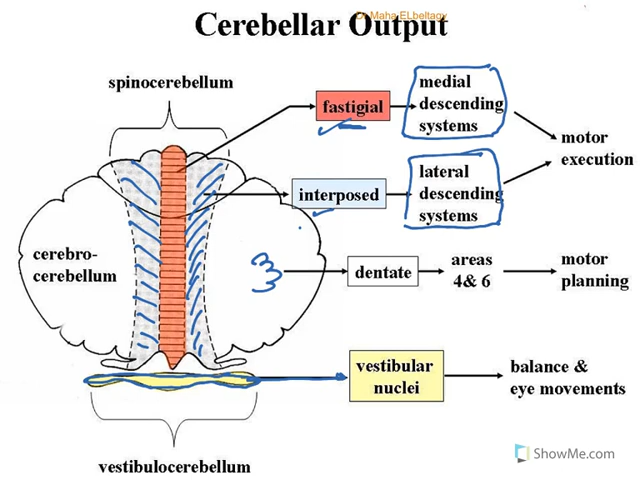 Dr Maha ELbeltagy
Cerebellar Output
spinocerebellum
fastigial
medial
descending
systems
motor
execution
interposed
lateral
descending
systems
cerebro-
cerebellum
dentate
areas
4& 6
motor
planning
vestibular
nuclei
balance &
eye movements
vestibulocerebellum
ShowMe.com